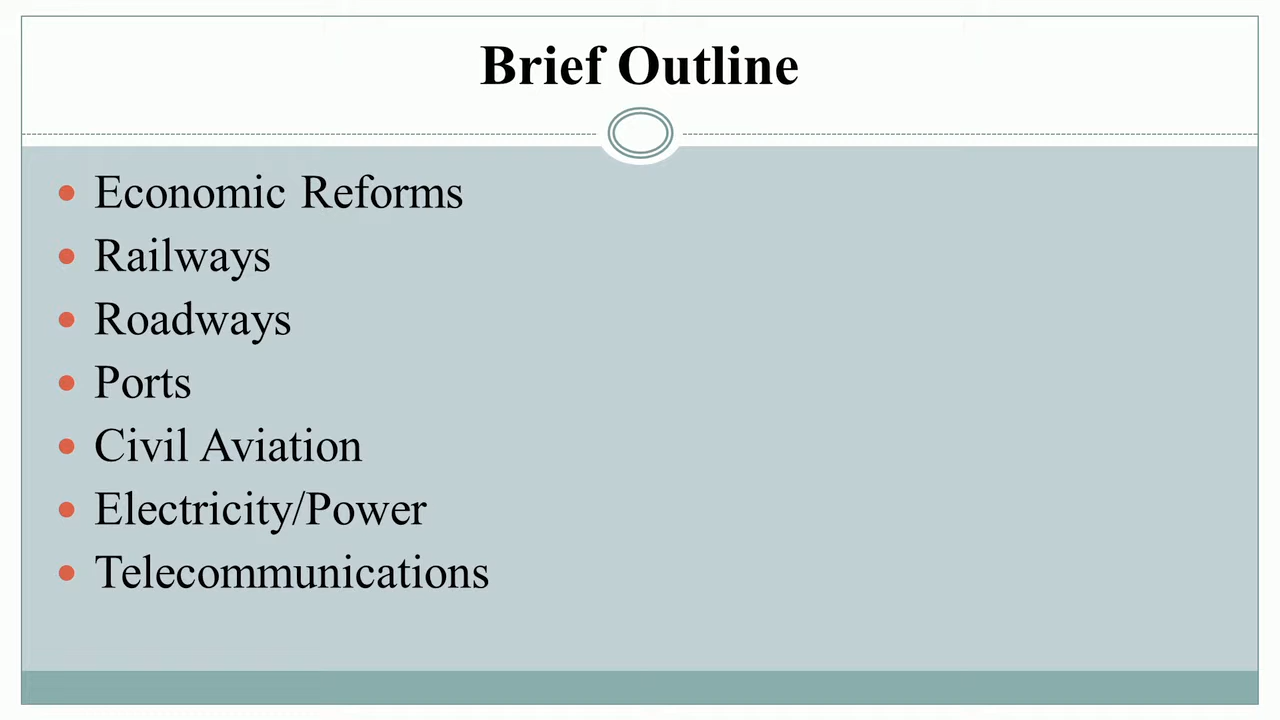 Brief Outline
Economic Reforms
Railways
Roadways
Ports
Civil Aviation
Electricity/Power
Telecommunications